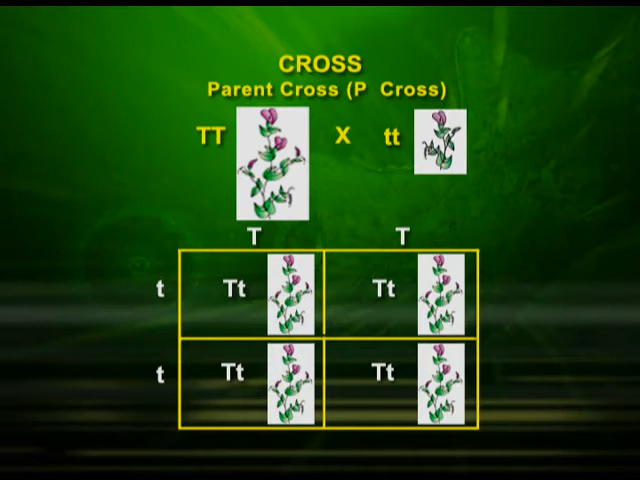 CROSS
Parent Cross (P Cross)
TT X tt
T T
t Tt Tt
t Tt Tt